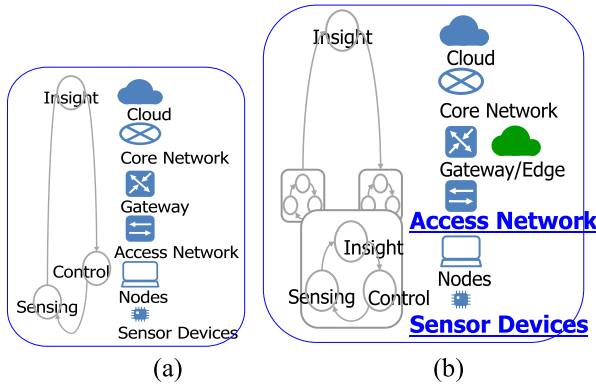 Insight
Cloud
Core Network
Gateway
Access Network
Control
Nodes
Sensing
Sensor Devices
(a)
Insight
Cloud
Core Network
Gateway/Edge
Access Network
Insight
Nodes
Sensing
Control
Sensor Devices
(b)